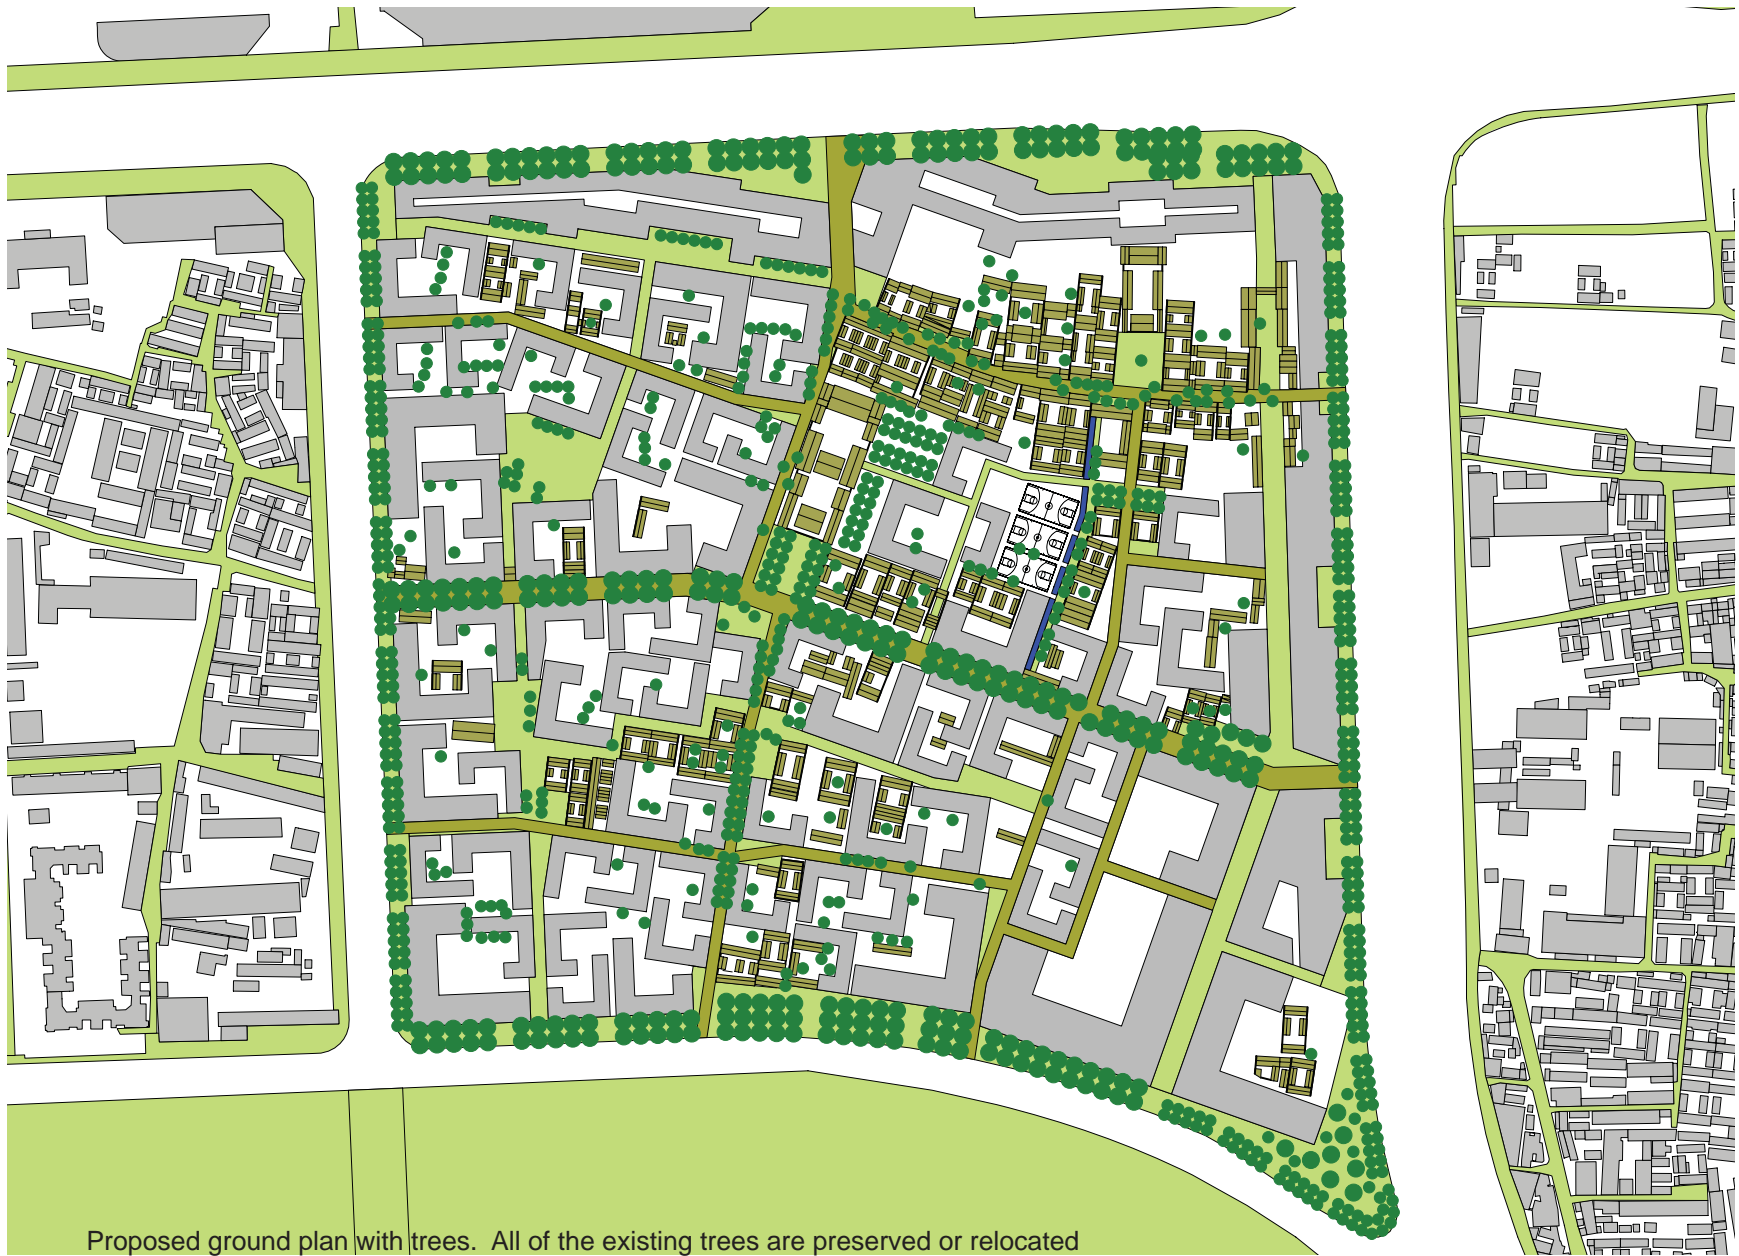 Proposed ground plan with trees.  All of the existing trees are preserved or relocated